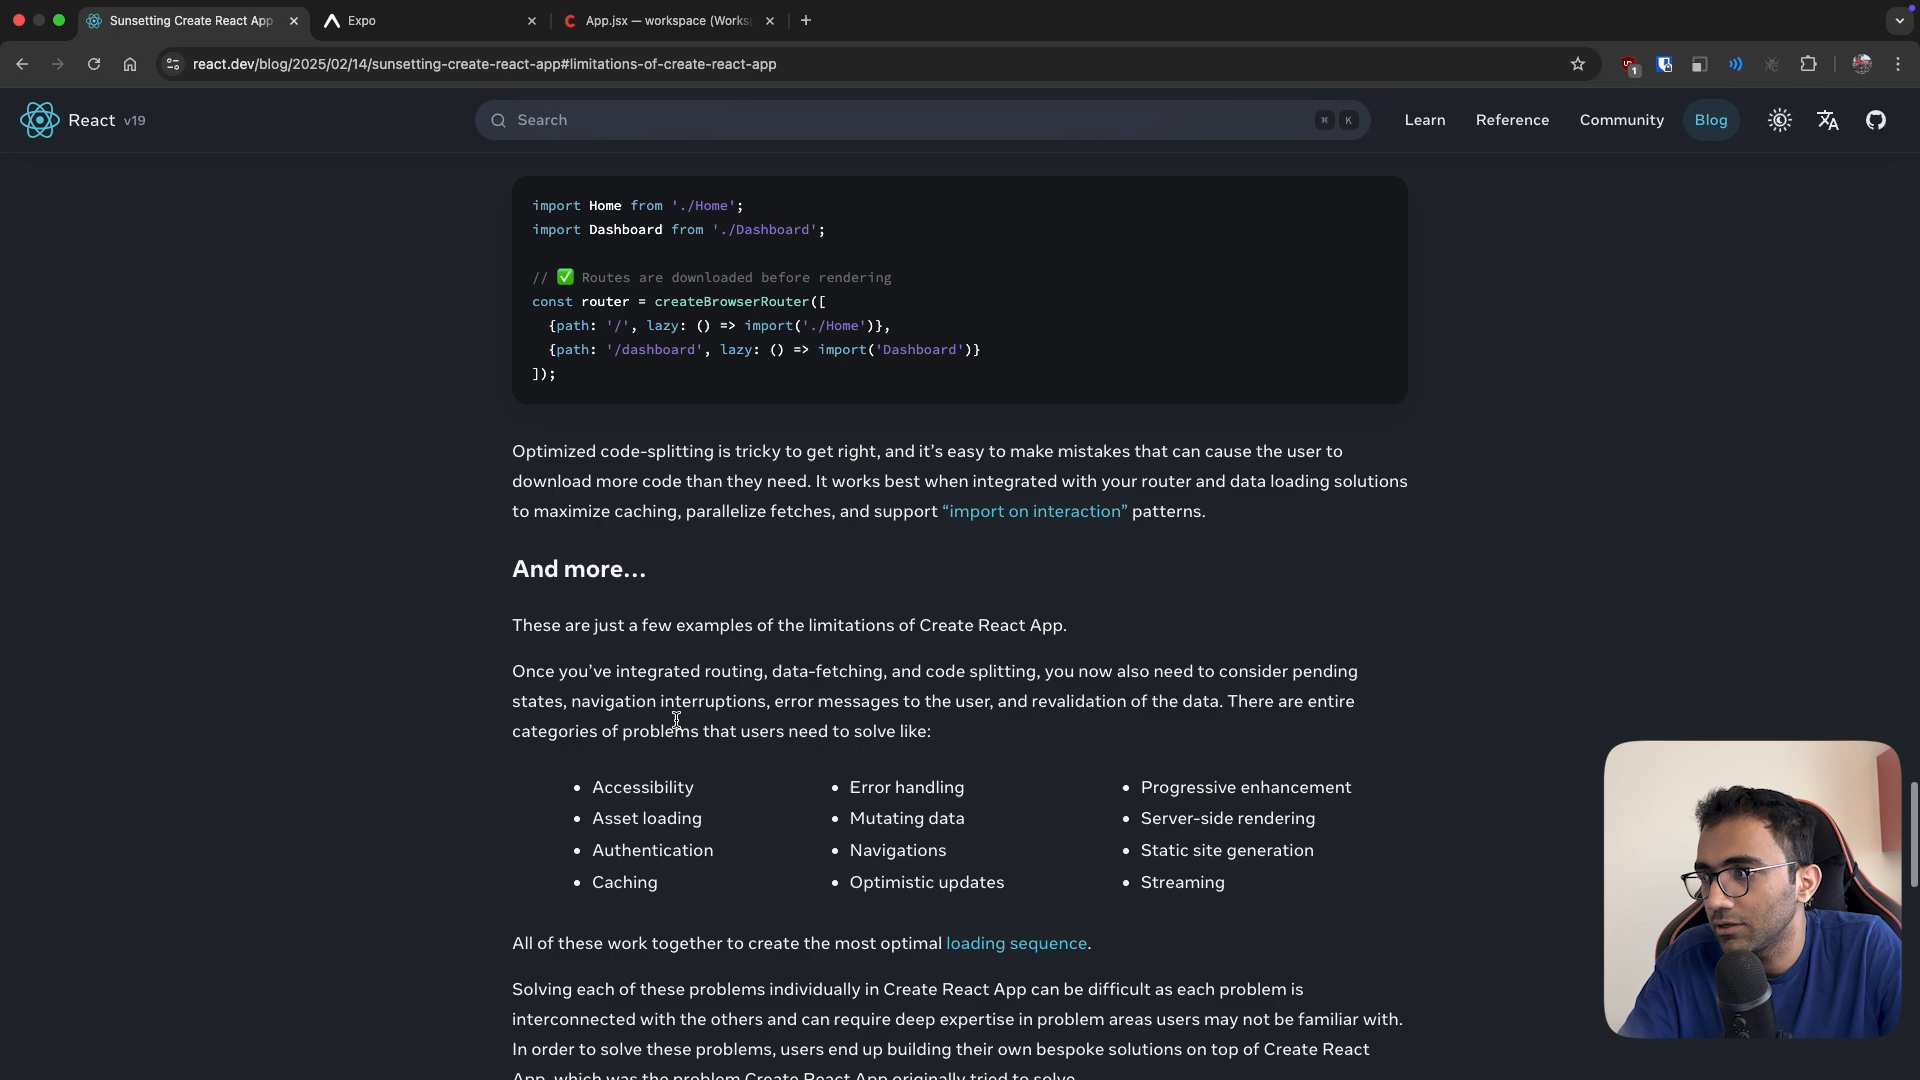 Sunsetting Create React App
Expo
App.jsx — workspace (Works
react.dev/blog/2025/02/14/sunsetting-create-react-app#limitations-of-create-react-app
1
React v19
Search
⌘ K
Learn
Reference
Community
Blog
import Home from './Home';
import Dashboard from './Dashboard';
// ✅ Routes are downloaded before rendering
const router = createBrowserRouter([
{path: '/', lazy: () => import('./Home')},
{path: '/dashboard', lazy: () => import('Dashboard')}
]);
Optimized code-splitting is tricky to get right, and it’s easy to make mistakes that can cause the user to
download more code than they need. It works best when integrated with your router and data loading solutions
to maximize caching, parallelize fetches, and support “import on interaction” patterns.
And more…
These are just a few examples of the limitations of Create React App.
Once you’ve integrated routing, data-fetching, and code splitting, you now also need to consider pending
states, navigation interruptions, error messages to the user, and revalidation of the data. There are entire
categories of problems that users need to solve like:
• Accessibility
• Asset loading
• Authentication
• Caching
• Error handling
• Mutating data
• Navigations
• Optimistic updates
• Progressive enhancement
• Server-side rendering
• Static site generation
• Streaming
All of these work together to create the most optimal loading sequence.
Solving each of these problems individually in Create React App can be difficult as each problem is
interconnected with the others and can require deep expertise in problem areas users may not be familiar with.
In order to solve these problems, users end up building their own bespoke solutions on top of Create React
App, which was the problem Create React App originally tried to solve.